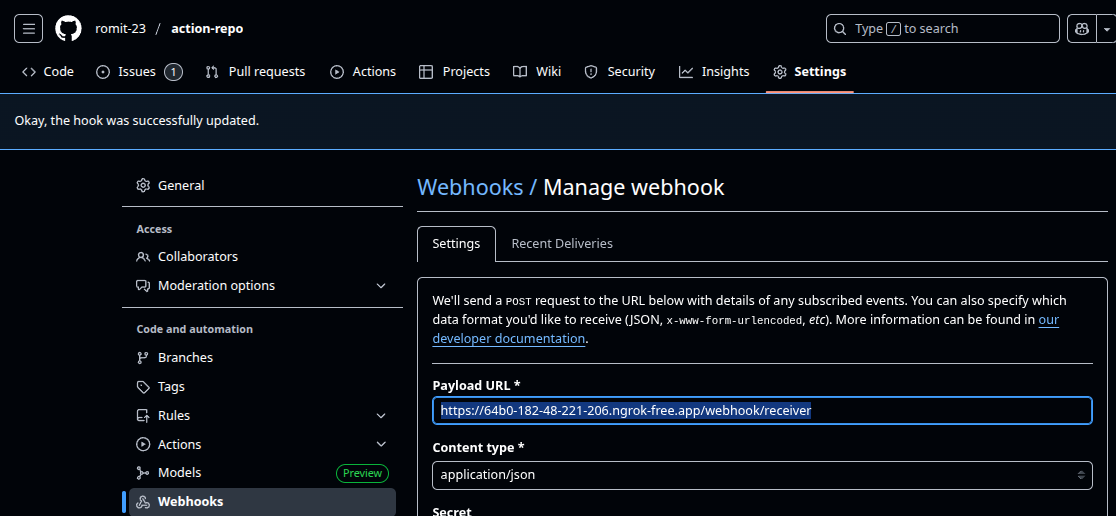 romit-23 / action-repo
Type / to search
Code Issues 1 Pull requests Actions Projects Wiki Security Insights Settings
Okay, the hook was successfully updated.
General
Access
Collaborators
Moderation options
Code and automation
Branches
Tags
Rules
Actions
Models Preview
Webhooks
Webhooks / Manage webhook
Settings Recent Deliveries
We'll send a POST request to the URL below with details of any subscribed events. You can also specify which
data format you'd like to receive (JSON, x-www-form-urlencoded, etc). More information can be found in our
developer documentation.
Payload URL *
https://64b0-182-48-221-206.ngrok-free.app/webhook/receiver
Content type *
application/json
Secret